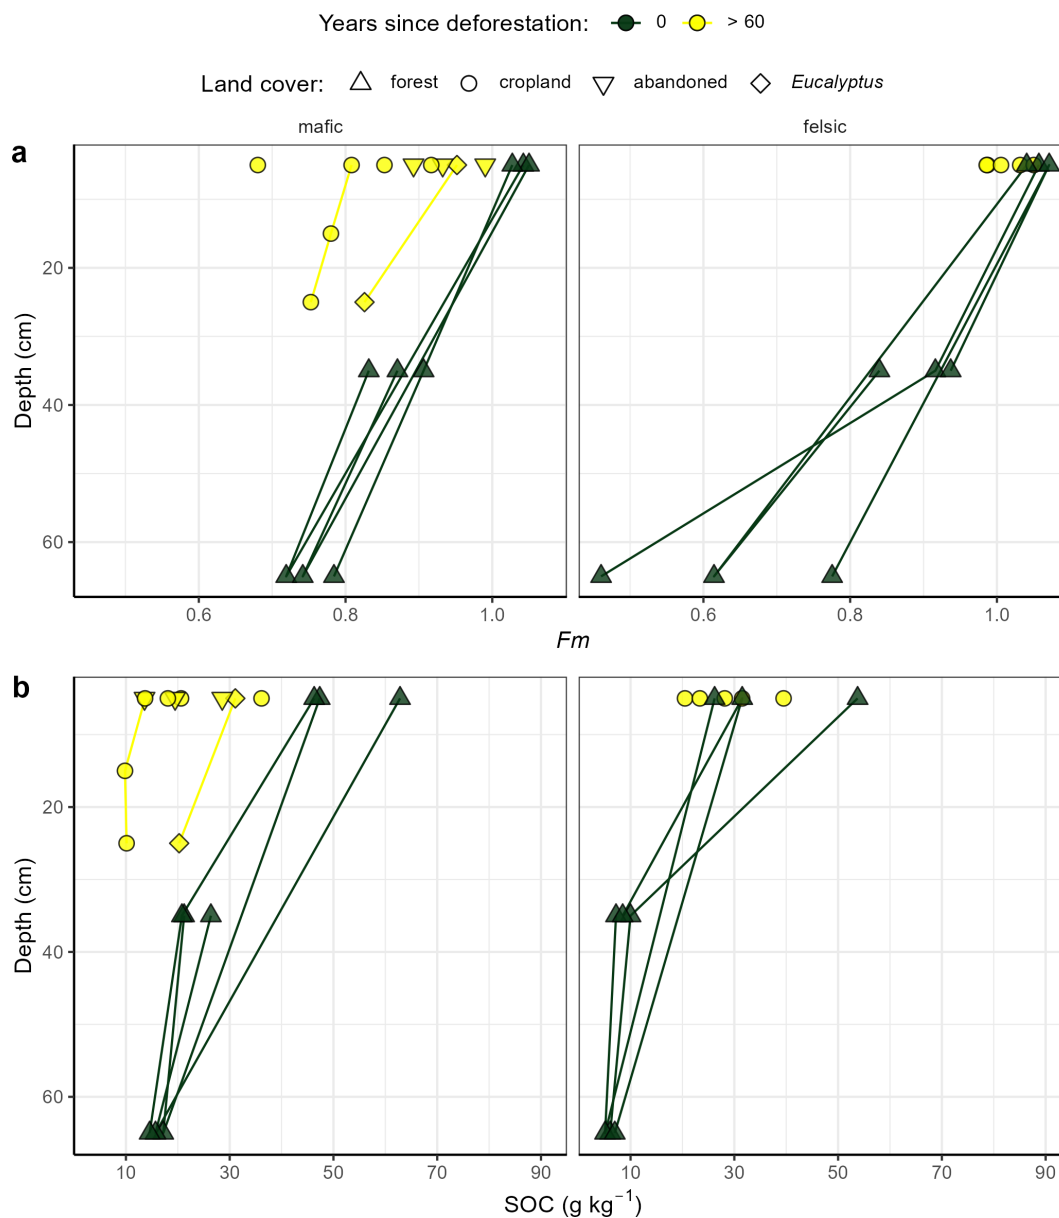 Years since deforestation: 0 > 60
Land cover: forest cropland abandoned Eucalyptus
mafic felsic
a
20
40
60
Depth (cm)
0.6 0.8 1.0 0.6 0.8 1.0
Fm
b
20
40
60
Depth (cm)
10 30 50 70 90 10 30 50 70 90
SOC (g kg⁻¹)